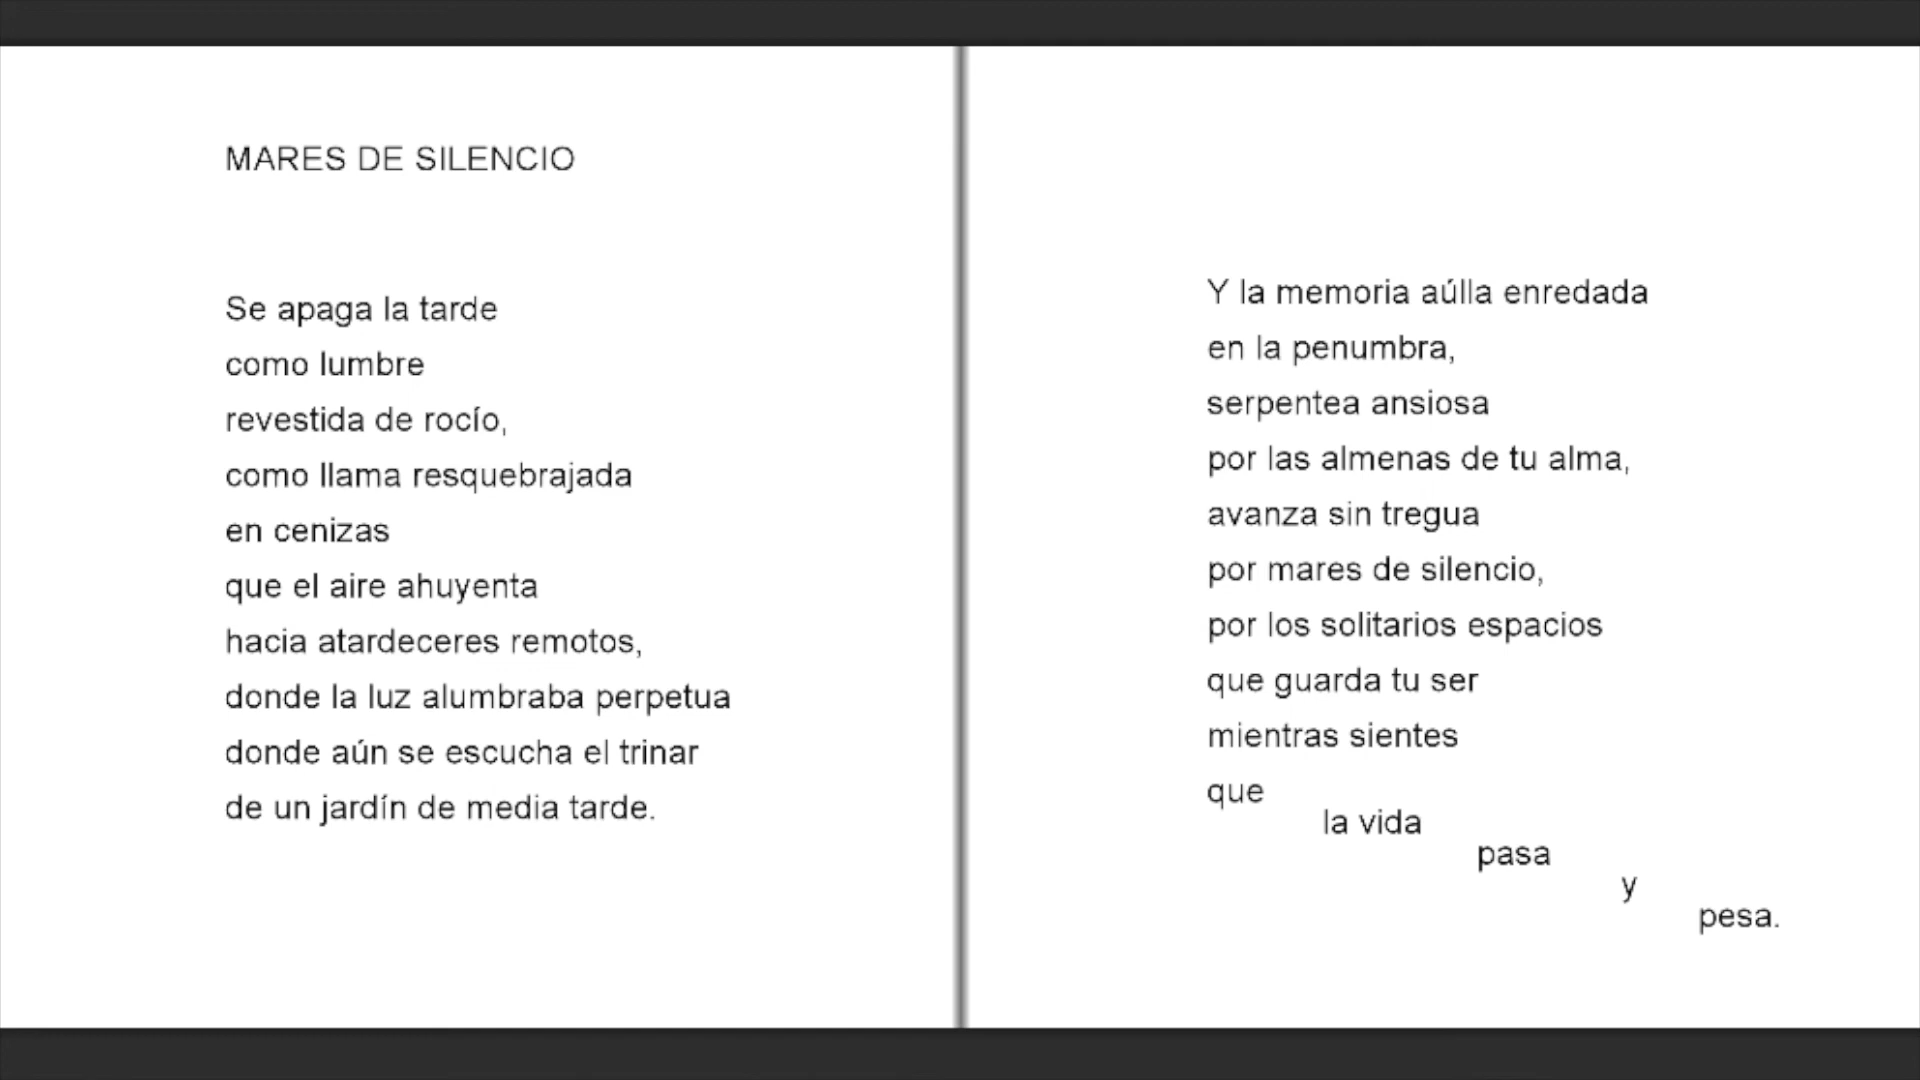 MARES DE SILENCIO
Se apaga la tarde
como lumbre
revestida de rocío,
como llama resquebrajada
en cenizas
que el aire ahuyenta
hacia atardeceres remotos,
donde la luz alumbraba perpetua
donde aún se escucha el trinar
de un jardín de media tarde.
Y la memoria aúlla enredada
en la penumbra,
serpentea ansiosa
por las almenas de tu alma,
avanza sin tregua
por mares de silencio,
por los solitarios espacios
que guarda tu ser
mientras sientes
que
la vida
pasa
y
pesa.